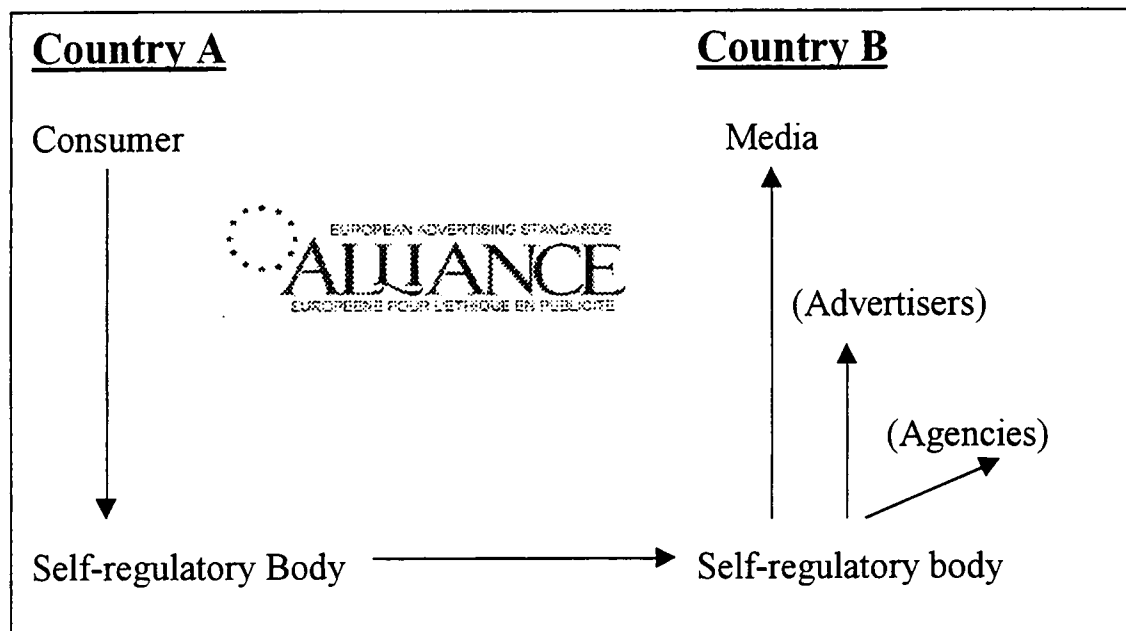 Country A
Country B
Consumer
Media
EUROPEAN ADVERTISING STANDARDS
ALLIANCE
EUROPEENE POUR L'ETHIQUE EN PUBLICITE
(Advertisers)
(Agencies)
Self-regulatory Body
Self-regulatory body